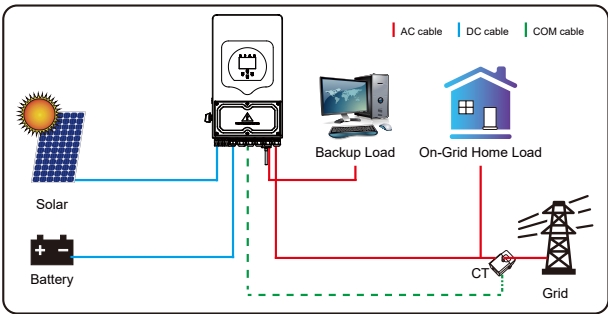 AC cable
DC cable
COM cable
Backup Load
On-Grid Home Load
Solar
Battery
CT
Grid